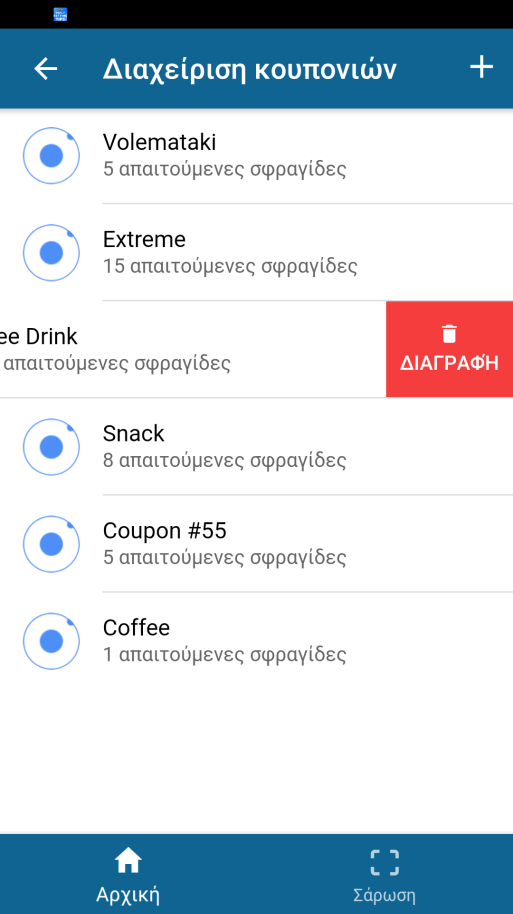 Διαχείριση κουπονιών
Volemataki
5 απαιτούμενες σφραγίδες
Extreme
15 απαιτούμενες σφραγίδες
ee Drink
απαιτούμενες σφραγίδες
ΔΙΑΓΡΑΦΉ
Snack
8 απαιτούμενες σφραγίδες
Coupon #55
5 απαιτούμενες σφραγίδες
Coffee
1 απαιτούμενες σφραγίδες
Αρχική
Σάρωση